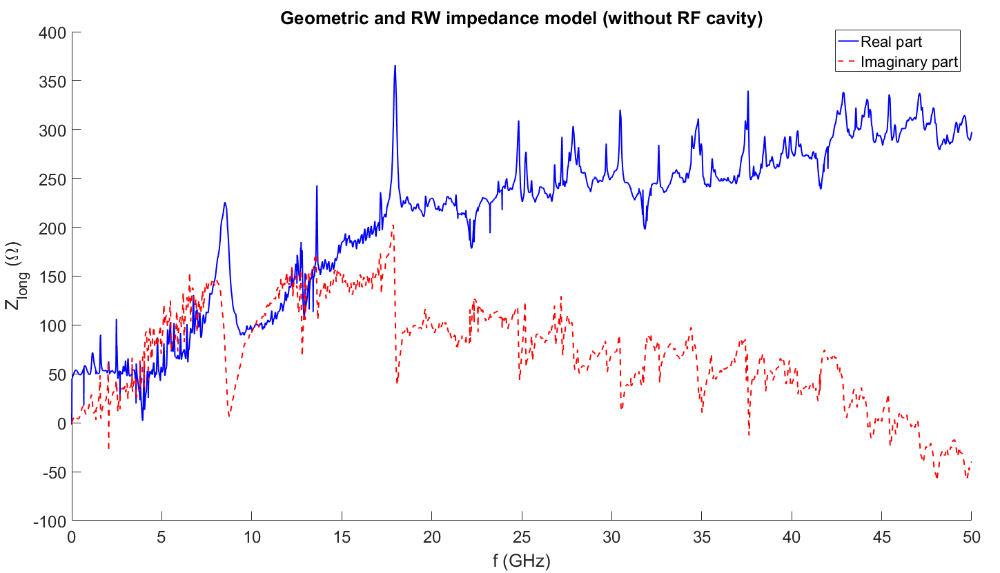 Geometric and RW impedance model (without RF cavity)
Real part
Imaginary part
400
350
300
250
200
150
100
50
0
-50
-100
Z_long (Ω)
0 5 10 15 20 25 30 35 40 45 50
f (GHz)